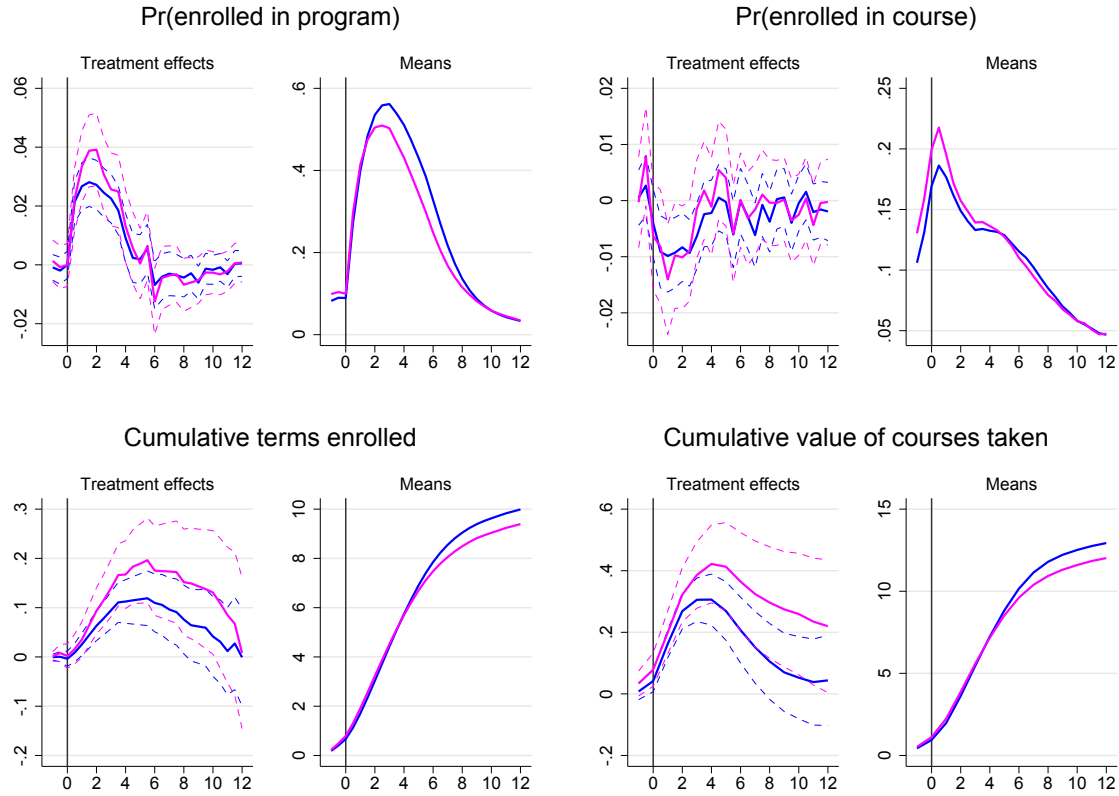 Pr(enrolled in program)
Treatment effects
Means
.06
.04
.02
0
-.02
0 2 4 6 8 10 12
.6
.4
.2
0
0 2 4 6 8 10 12
Pr(enrolled in course)
Treatment effects
Means
.02
.01
0
-.01
-.02
0 2 4 6 8 10 12
.25
.2
.15
.1
.05
0 2 4 6 8 10 12
Cumulative terms enrolled
Treatment effects
Means
.3
.2
.1
0
-.1
-.2
0 2 4 6 8 10 12
10
8
6
4
2
0
0 2 4 6 8 10 12
Cumulative value of courses taken
Treatment effects
Means
.6
.4
.2
0
-.2
0 2 4 6 8 10 12
15
10
5
0
0 2 4 6 8 10 12